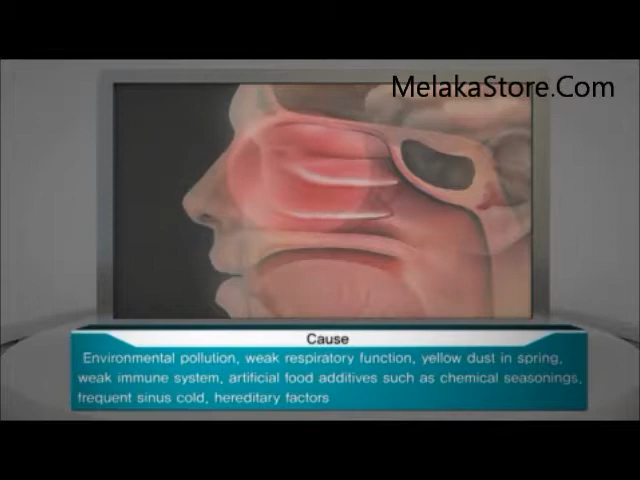 MelakaStore.Com
Cause
Environmental pollution, weak respiratory function, yellow dust in spring,
weak immune system, artificial food additives such as chemical seasonings,
frequent sinus cold, hereditary factors